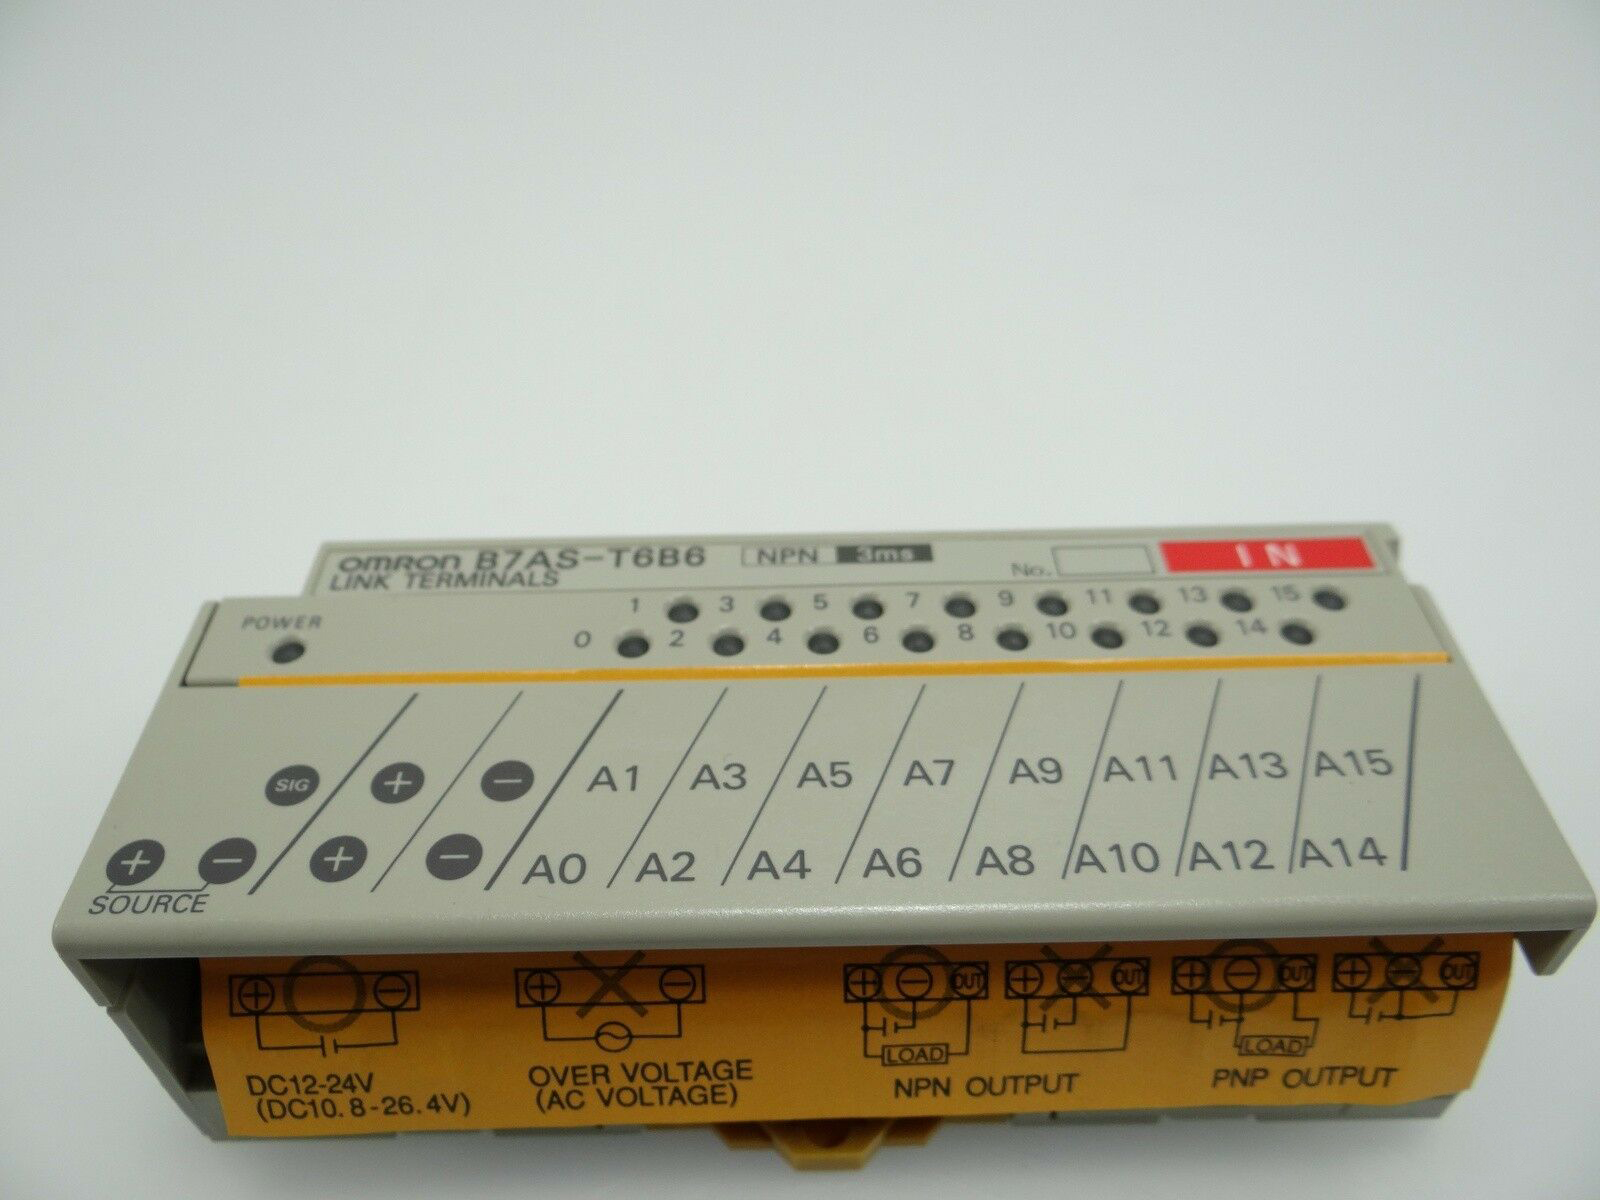 OMRON B7AS-T6B6 NPN 3ms
LINK TERMINALS
No. IN
POWER
1 3 5 7 9 11 13 15
0 2 4 6 8 10 12 14
SIG + − A1 A3 A5 A7 A9 A11 A13 A15
+ − + − A0 A2 A4 A6 A8 A10 A12 A14
SOURCE
+ − + − + − OUT + − OUT + − OUT + − OUT
LOAD LOAD
DC12-24V
(DC10.8-26.4V)
OVER VOLTAGE
(AC VOLTAGE)
NPN OUTPUT
PNP OUTPUT